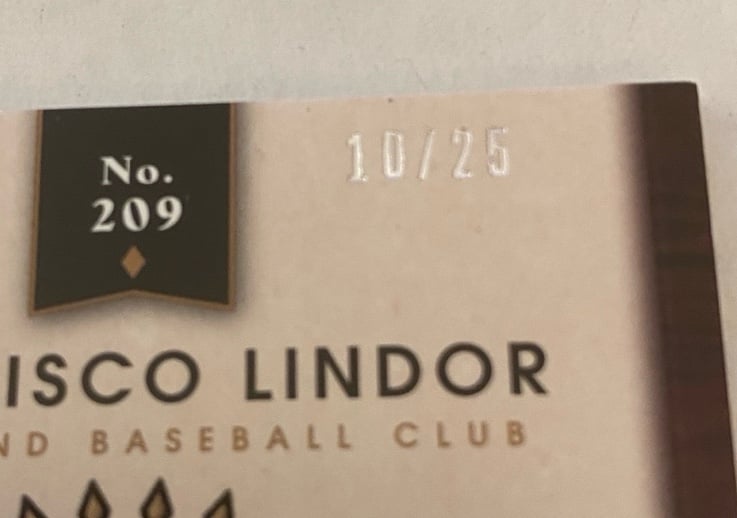 No.
209
10/25
ISCO LINDOR
ND BASEBALL CLUB